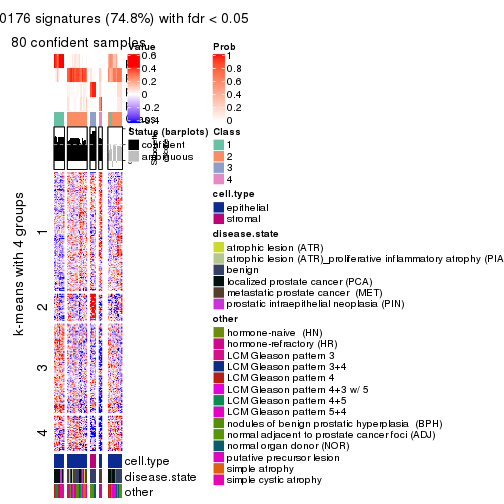 0176 signatures (74.8%) with fdr < 0.05
80 confident samples
Value
0.6
0.4
0.2
0
-0.2
-0.4
Prob
1
0.8
0.6
0.4
0.2
0
Status (barplots)
confident
ambiguous
Class
1
2
3
4
cell.type
epithelial
stromal
disease.state
atrophic lesion (ATR)
atrophic lesion (ATR)_proliferative inflammatory atrophy (PIA
benign
localized prostate cancer (PCA)
metastatic prostate cancer (MET)
prostatic intraepithelial neoplasia (PIN)
other
hormone-naive (HN)
hormone-refractory (HR)
LCM Gleason pattern 3
LCM Gleason pattern 3+4
LCM Gleason pattern 4
LCM Gleason pattern 4+3 w/ 5
LCM Gleason pattern 4+5
LCM Gleason pattern 5+4
nodules of benign prostatic hyperplasia (BPH)
normal adjacent to prostate cancer foci (ADJ)
normal organ donor (NOR)
putative precursor lesion
simple atrophy
simple cystic atrophy
k-means with 4 groups
1
2
3
4
cell.type
disease.state
other